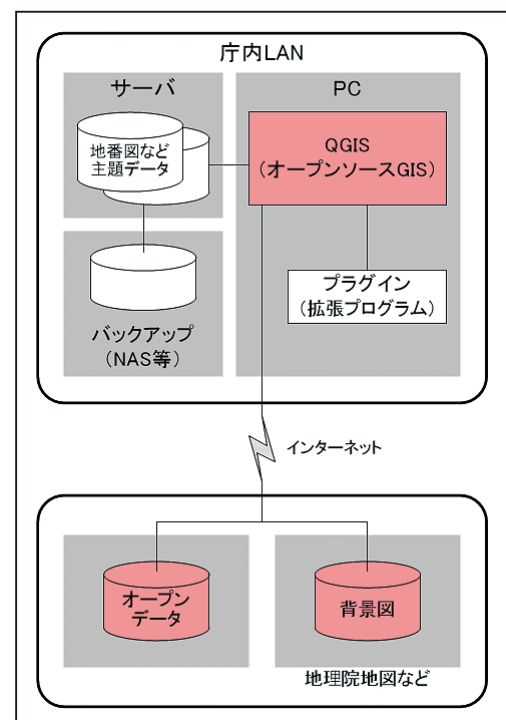 庁内LAN
サーバ
地番図など
主題データ
バックアップ
（NAS等）
PC
QGIS
（オープンソースGIS）
プラグイン
（拡張プログラム）
インターネット
オープン
データ
背景図
地理院地図など